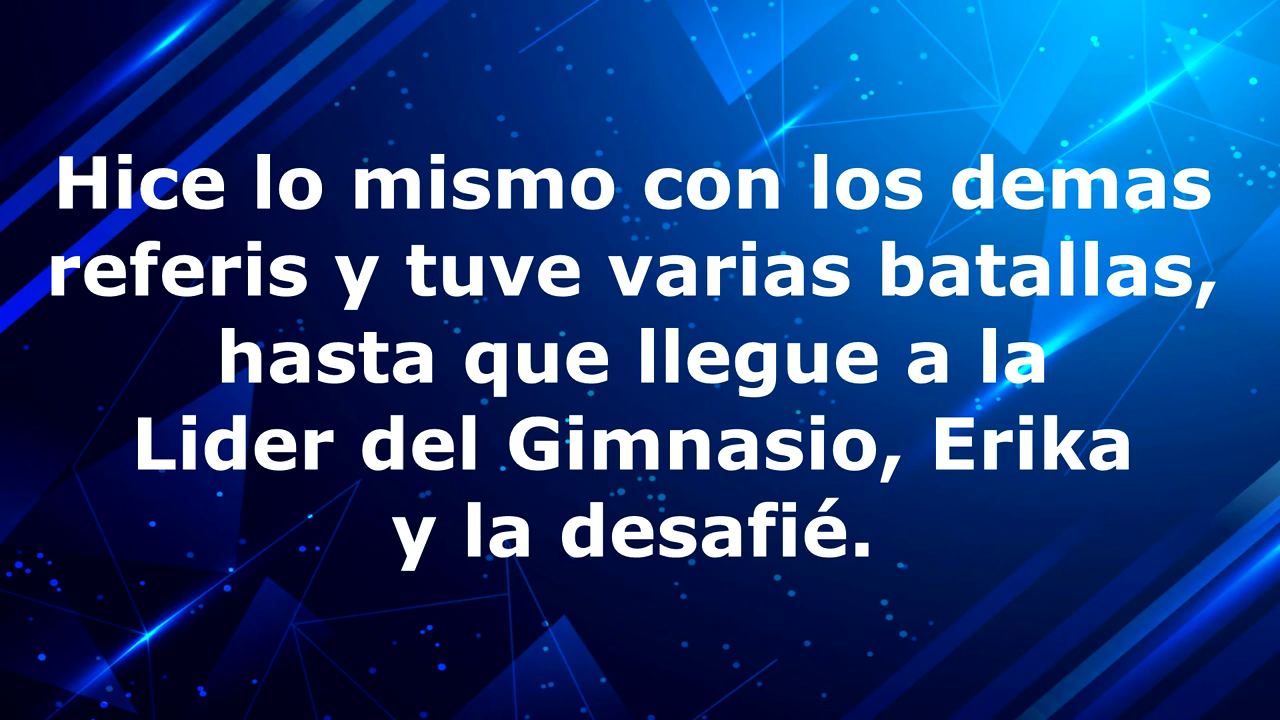 Hice lo mismo con los demas
referis y tuve varias batallas,
hasta que llegue a la
Lider del Gimnasio, Erika
y la desafié.